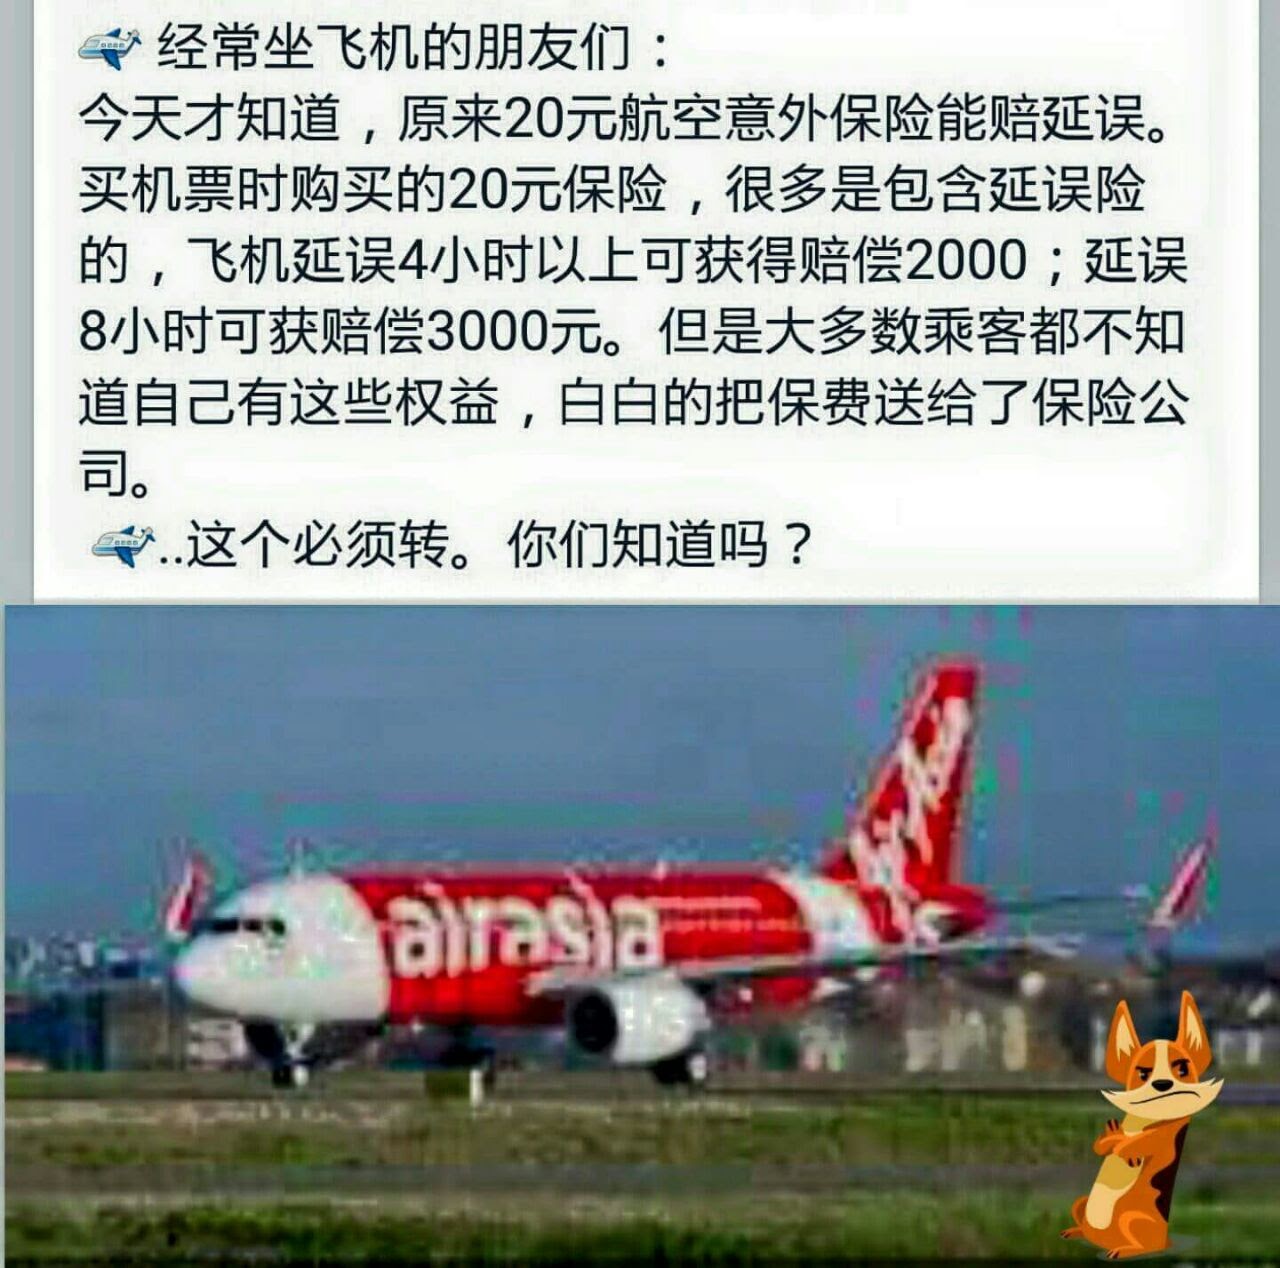 经常坐飞机的朋友们：
今天才知道，原来20元航空意外保险能赔延误。
买机票时购买的20元保险，很多是包含延误险
的，飞机延误4小时以上可获得赔偿2000；延误
8小时可获赔偿3000元。但是大多数乘客都不知
道自己有这些权益，白白的把保费送给了保险公
司。
..这个必须转。你们知道吗？
airasia